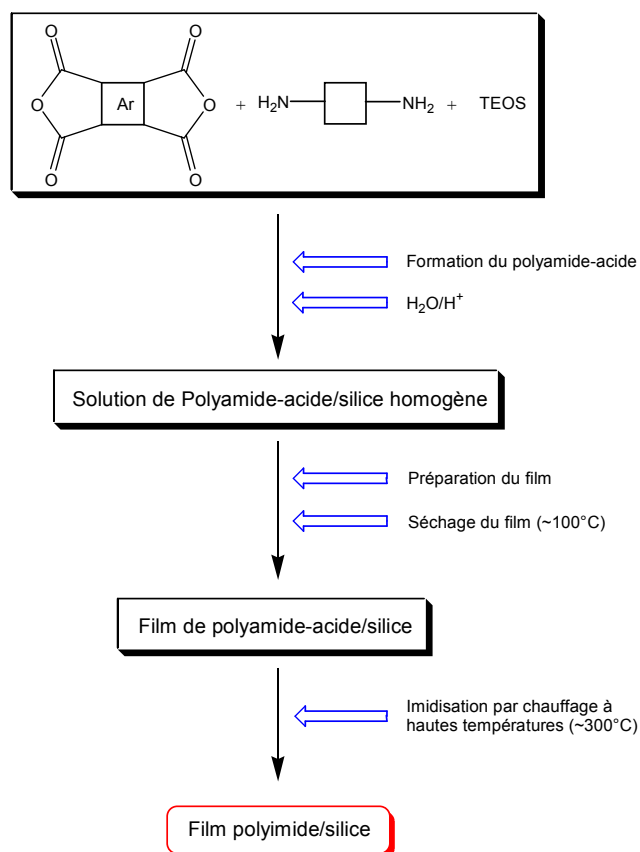 O O
O Ar O + H₂N NH₂ + TEOS
O O
Formation du polyamide-acide
H₂O/H⁺
Solution de Polyamide-acide/silice homogène
Préparation du film
Séchage du film (~100°C)
Film de polyamide-acide/silice
Imidisation par chauffage à
hautes températures (~300°C)
Film polyimide/silice